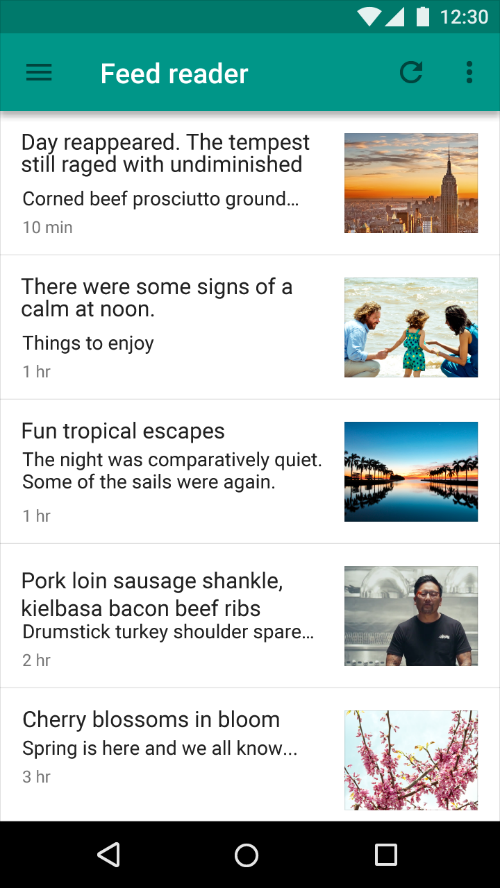 12:30
Feed reader
Day reappeared. The tempest
still raged with undiminished
Corned beef prosciutto ground...
10 min
There were some signs of a
calm at noon.
Things to enjoy
1 hr
Fun tropical escapes
The night was comparatively quiet.
Some of the sails were again.
1 hr
Pork loin sausage shankle,
kielbasa bacon beef ribs
Drumstick turkey shoulder spare...
2 hr
Cherry blossoms in bloom
Spring is here and we all know...
3 hr